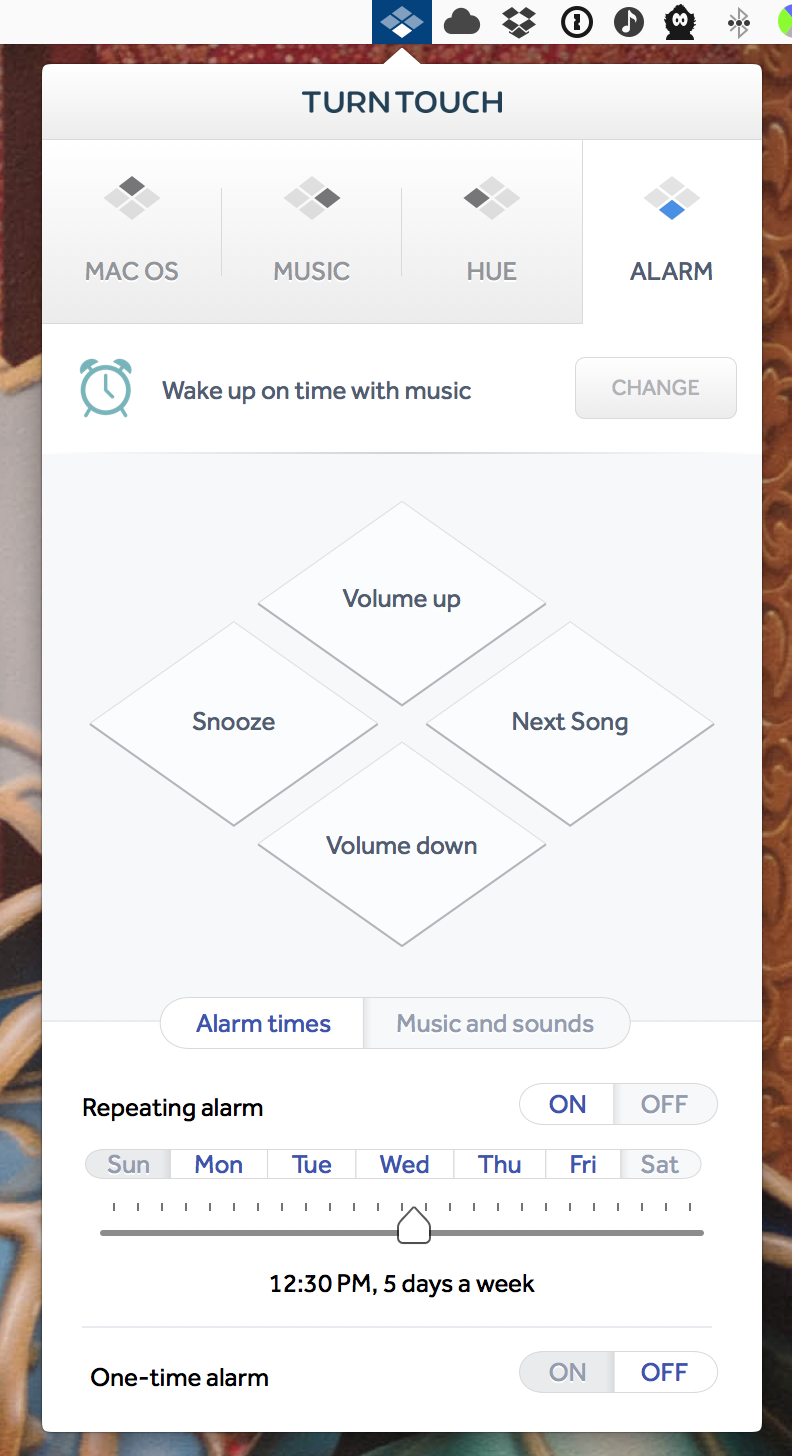 TURN TOUCH
MAC OS MUSIC HUE ALARM
Wake up on time with music CHANGE
Volume up
Snooze Next Song
Volume down
Alarm times Music and sounds
Repeating alarm ON OFF
Sun Mon Tue Wed Thu Fri Sat
12:30 PM, 5 days a week
One-time alarm ON OFF